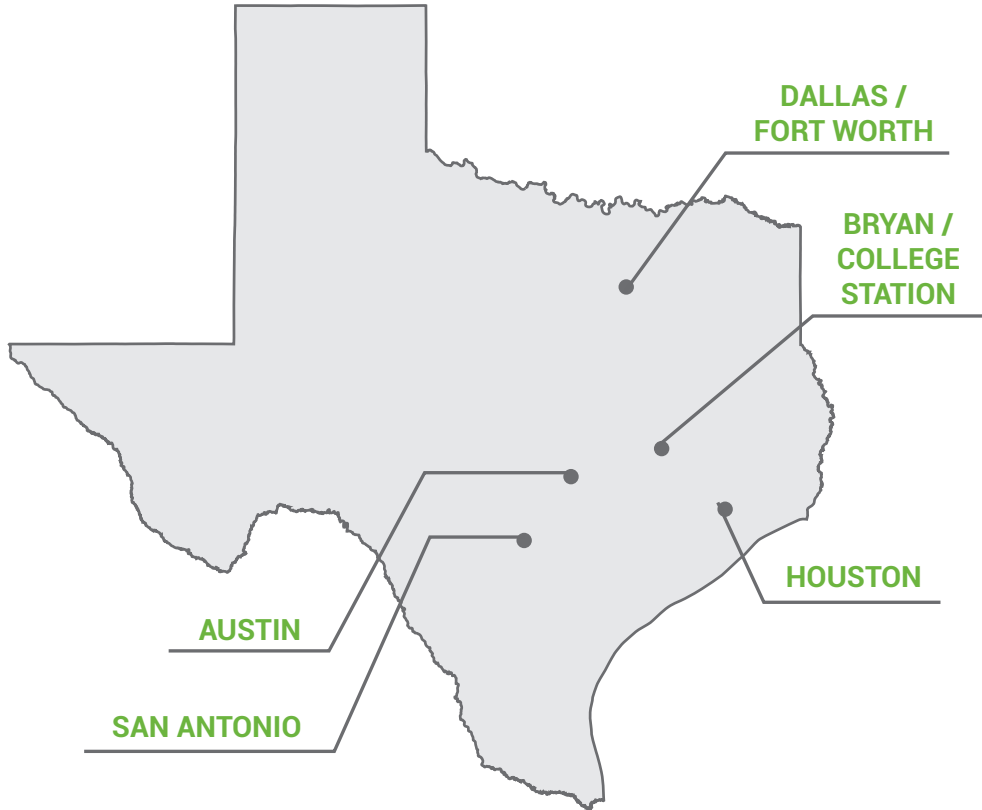 DALLAS /
FORT WORTH
BRYAN /
COLLEGE
STATION
HOUSTON
AUSTIN
SAN ANTONIO